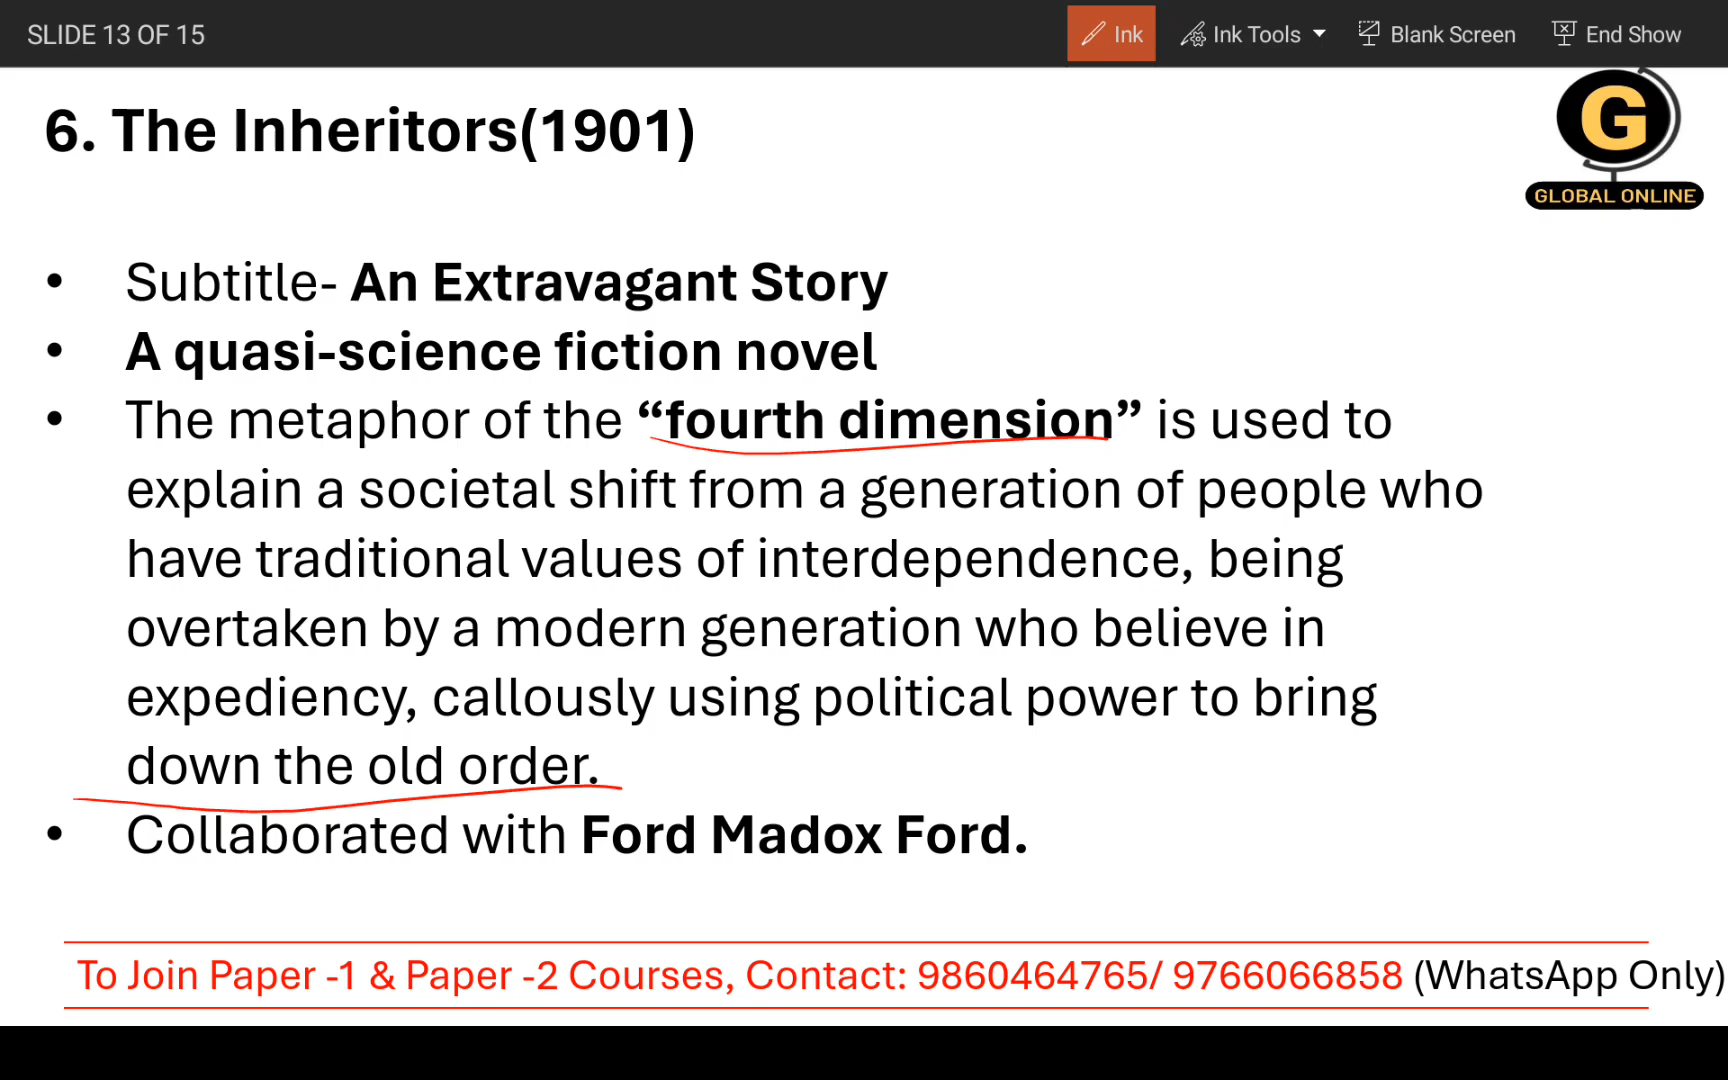 SLIDE 13 OF 15 Ink Ink Tools Blank Screen End Show
6. The Inheritors(1901)
G
GLOBAL ONLINE
• Subtitle- An Extravagant Story
• A quasi-science fiction novel
• The metaphor of the “fourth dimension” is used to
explain a societal shift from a generation of people who
have traditional values of interdependence, being
overtaken by a modern generation who believe in
expediency, callously using political power to bring
down the old order.
• Collaborated with Ford Madox Ford.
To Join Paper -1 & Paper -2 Courses, Contact: 9860464765/ 9766066858 (WhatsApp Only)